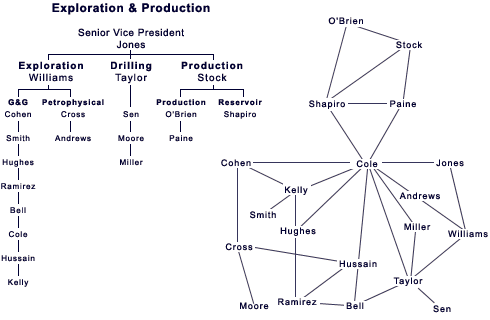 Exploration & Production
Senior Vice President
Jones
Exploration Drilling Production
Williams Taylor Stock
G&G Petrophysical Production Reservoir
Cohen Cross Sen O'Brien Shapiro
Smith Andrews Moore Paine
Hughes Miller
Ramirez
Bell
Cole
Hussain
Kelly
O'Brien
Stock
Shapiro Paine
Cohen Cole Jones
Kelly Andrews
Smith
Hughes Miller Williams
Cross
Hussain
Taylor
Moore Ramirez Bell Sen